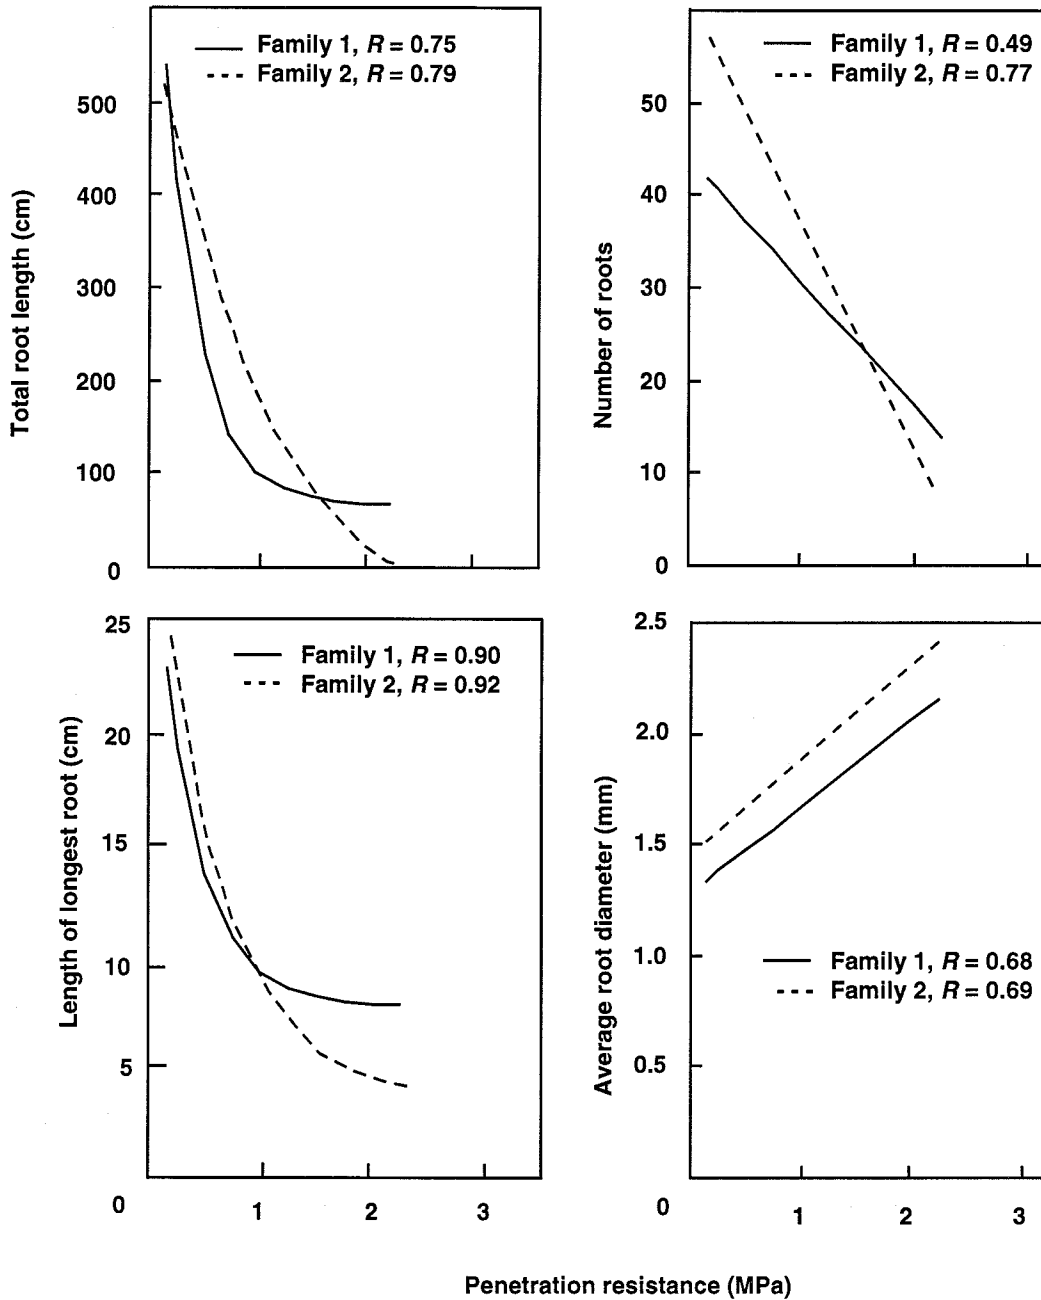 Family 1, R = 0.75
Family 2, R = 0.79
500
400
300
200
100
0
Total root length (cm)
Family 1, R = 0.49
Family 2, R = 0.77
50
40
30
20
10
0
Number of roots
Family 1, R = 0.90
Family 2, R = 0.92
25
20
15
10
5
0
1
2
3
Length of longest root (cm)
2.5
2.0
1.5
1.0
0.5
0
1
2
3
Average root diameter (mm)
Family 1, R = 0.68
Family 2, R = 0.69
Penetration resistance (MPa)